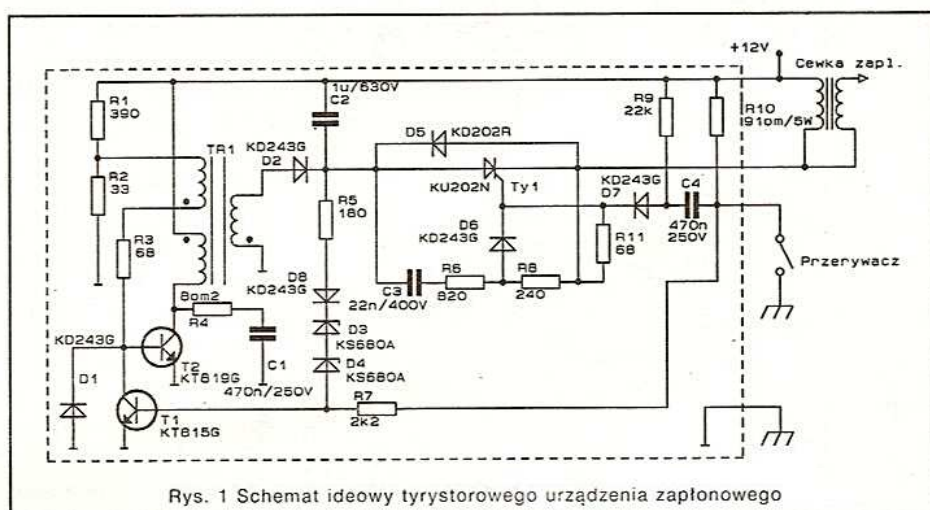 +12V
Cewka zapl.
R1
390
1u/630V
C2
R9
22k
R10
91om/5W
D5
KD202R
TR1
KD243G
D2
KU202N
Ty1
KD243G
D7
C4
470n
250V
R2
33
R5
180
D6
KD243G
R11
68
R3
68
Przerywacz
D8
KD243G
C3
22n/400V
R6
820
R8
240
8om2
R4
D3
KS680A
KD243G
T2
KT819G
C1
470n/250V
D4
KS680A
D1
T1
KT815G
R7
2k2
Rys. 1 Schemat ideowy tyrystorowego urządzenia zapłonowego